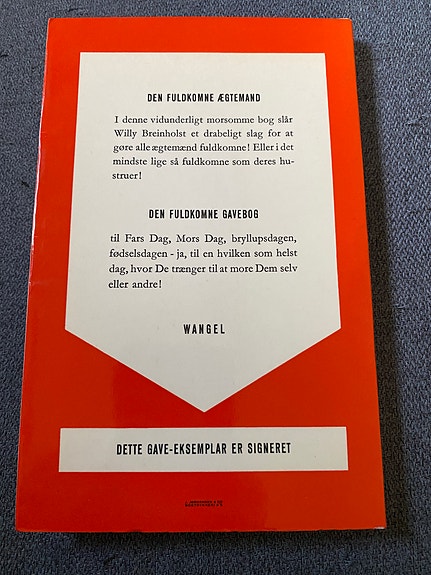 DEN FULDKOMNE ÆGTEMAND
I denne vidunderligt morsomme bog slår
Willy Breinholst et drabeligt slag for at
gøre alle ægtemænd fuldkomne! Eller i det
mindste lige så fuldkomne som deres hu-
struer!
DEN FULDKOMNE GAVEBOG
til Fars Dag, Mors Dag, bryllupsdagen,
fødselsdagen - ja, til en hvilken som helst
dag, hvor De trænger til at more Dem selv
eller andre!
WANGEL
DETTE GAVE-EKSEMPLAR ER SIGNERET